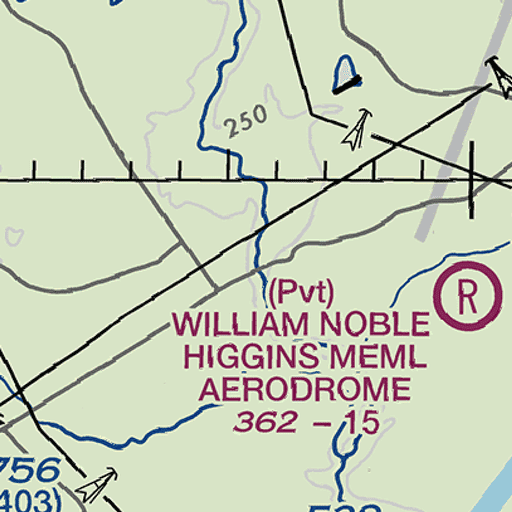 250
(Pvt)
R
WILLIAM NOBLE
HIGGINS MEML
AERODROME
362 - 15
756
403)